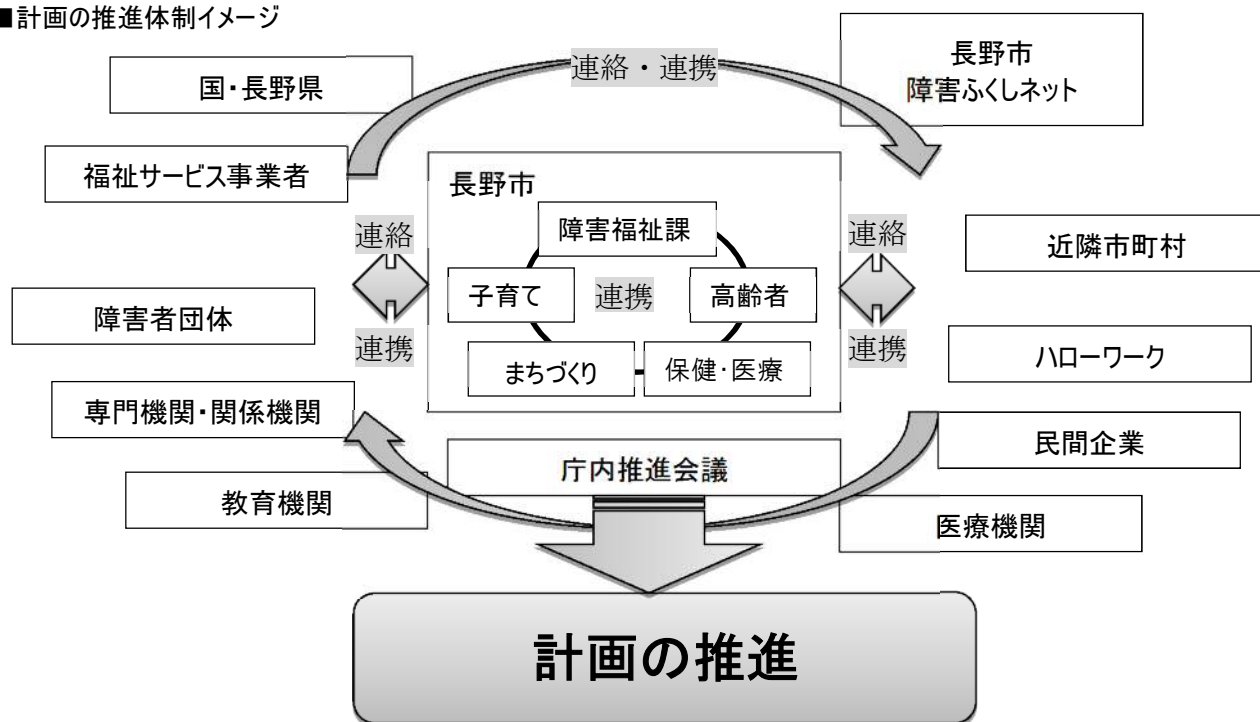 ■計画の推進体制イメージ
連絡・連携
長野市
障害ふくしネット
国・長野県
福祉サービス事業者
長野市
障害福祉課
連絡
連絡
近隣市町村
子育て
連携
高齢者
障害者団体
連携
連携
ハローワーク
まちづくり
保健・医療
専門機関・関係機関
民間企業
庁内推進会議
教育機関
医療機関
計画の推進